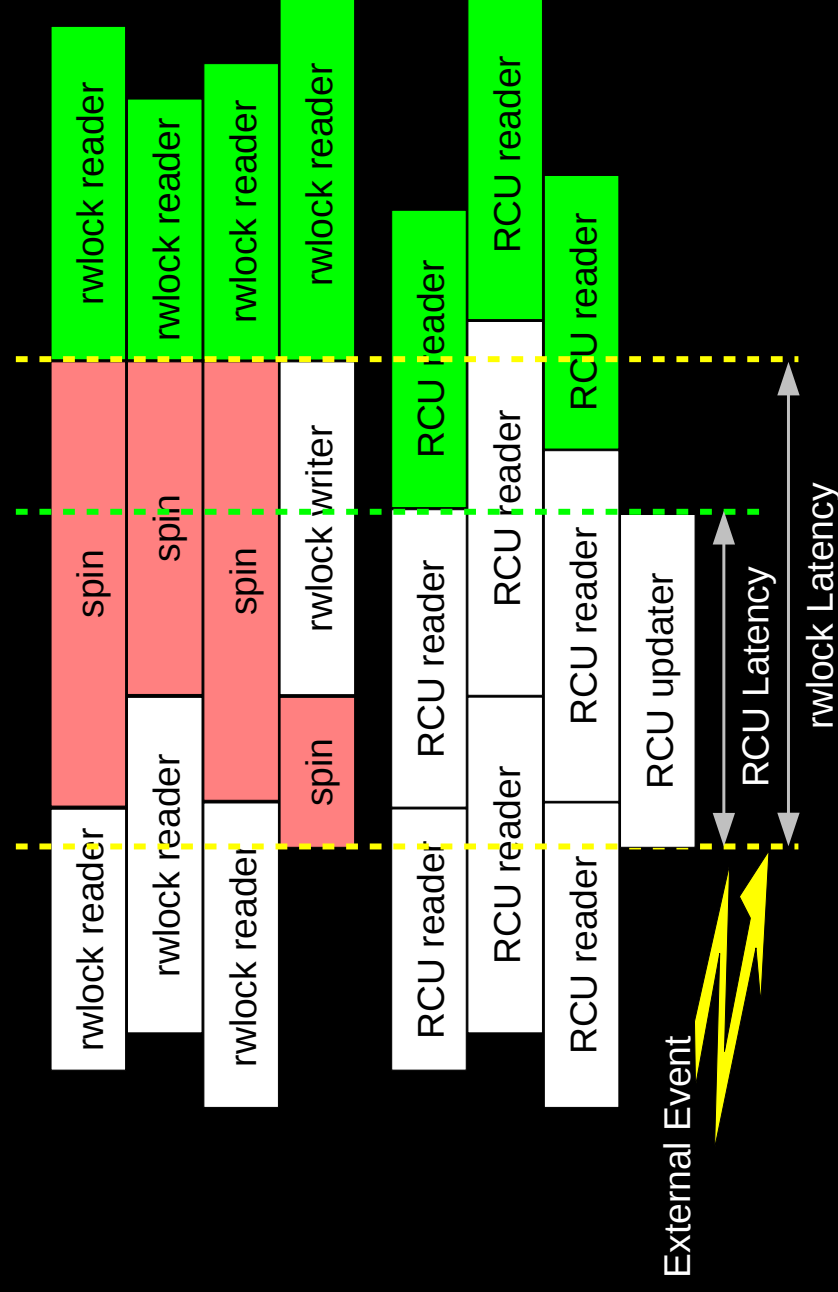 rwlock reader
spin
rwlock reader
rwlock reader
spin
rwlock reader
rwlock reader
spin
rwlock reader
spin
rwlock writer
rwlock reader
RCU reader
RCU reader
RCU reader
RCU reader
RCU reader
RCU reader
RCU reader
RCU reader
RCU reader
RCU updater
External Event
RCU Latency
rwlock Latency